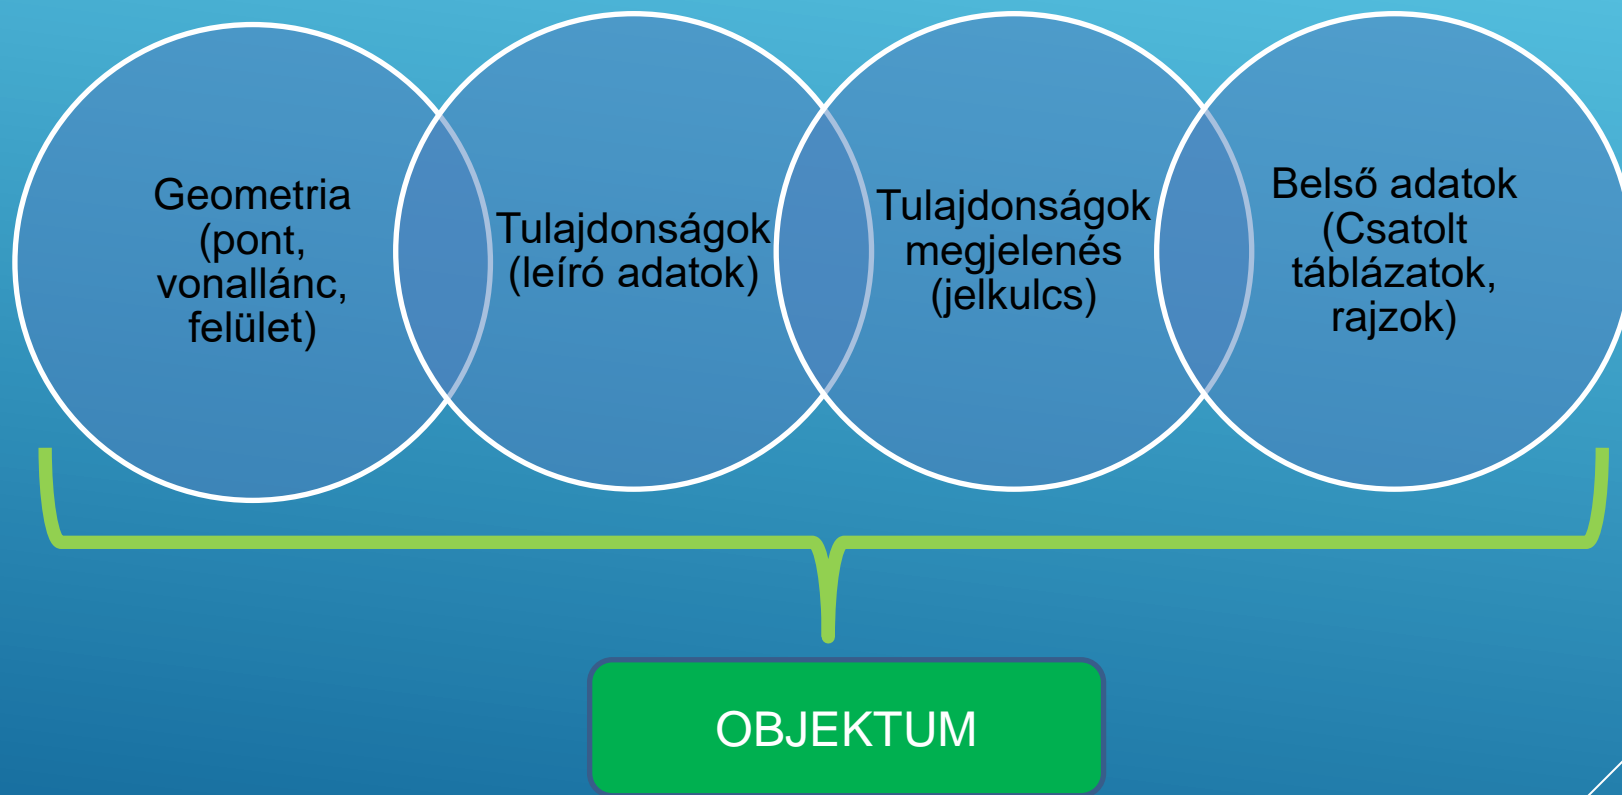 Geometria
(pont,
vonallánc,
felület)
Tulajdonságok
(leíró adatok)
Tulajdonságok
megjelenés
(jelkulcs)
Belső adatok
(Csatolt
táblázatok,
rajzok)
OBJEKTUM